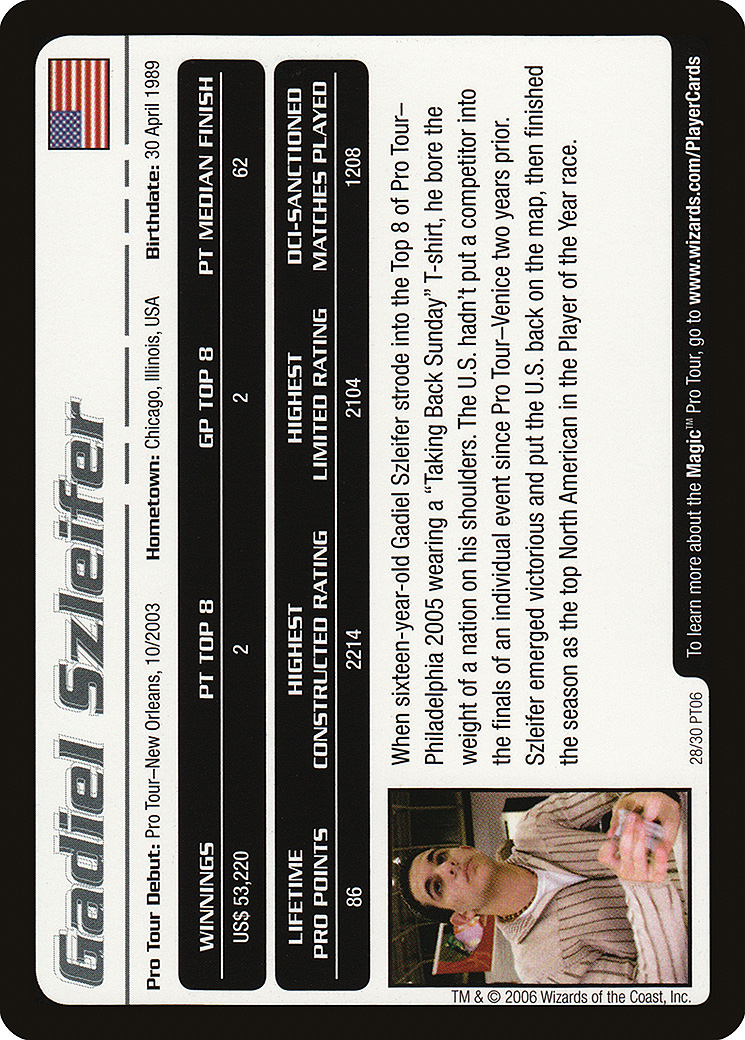 Gadiel Szleifer
Pro Tour Debut: Pro Tour–New Orleans, 10/2003 Hometown: Chicago, Illinois, USA Birthdate: 30 April 1989
WINNINGS PT TOP 8 GP TOP 8 PT MEDIAN FINISH
US$ 53,220 2 2 62
LIFETIME HIGHEST HIGHEST DCI-SANCTIONED
PRO POINTS CONSTRUCTED RATING LIMITED RATING MATCHES PLAYED
86 2214 2104 1208
When sixteen-year-old Gadiel Szleifer strode into the Top 8 of Pro Tour–
Philadelphia 2005 wearing a “Taking Back Sunday” T-shirt, he bore the
weight of a nation on his shoulders. The U.S. hadn’t put a competitor into
the finals of an individual event since Pro Tour–Venice two years prior.
Szleifer emerged victorious and put the U.S. back on the map, then finished
the season as the top North American in the Player of the Year race.
TM & © 2006 Wizards of the Coast, Inc.
28/30 PT06
To learn more about the Magic™ Pro Tour, go to www.wizards.com/PlayerCards